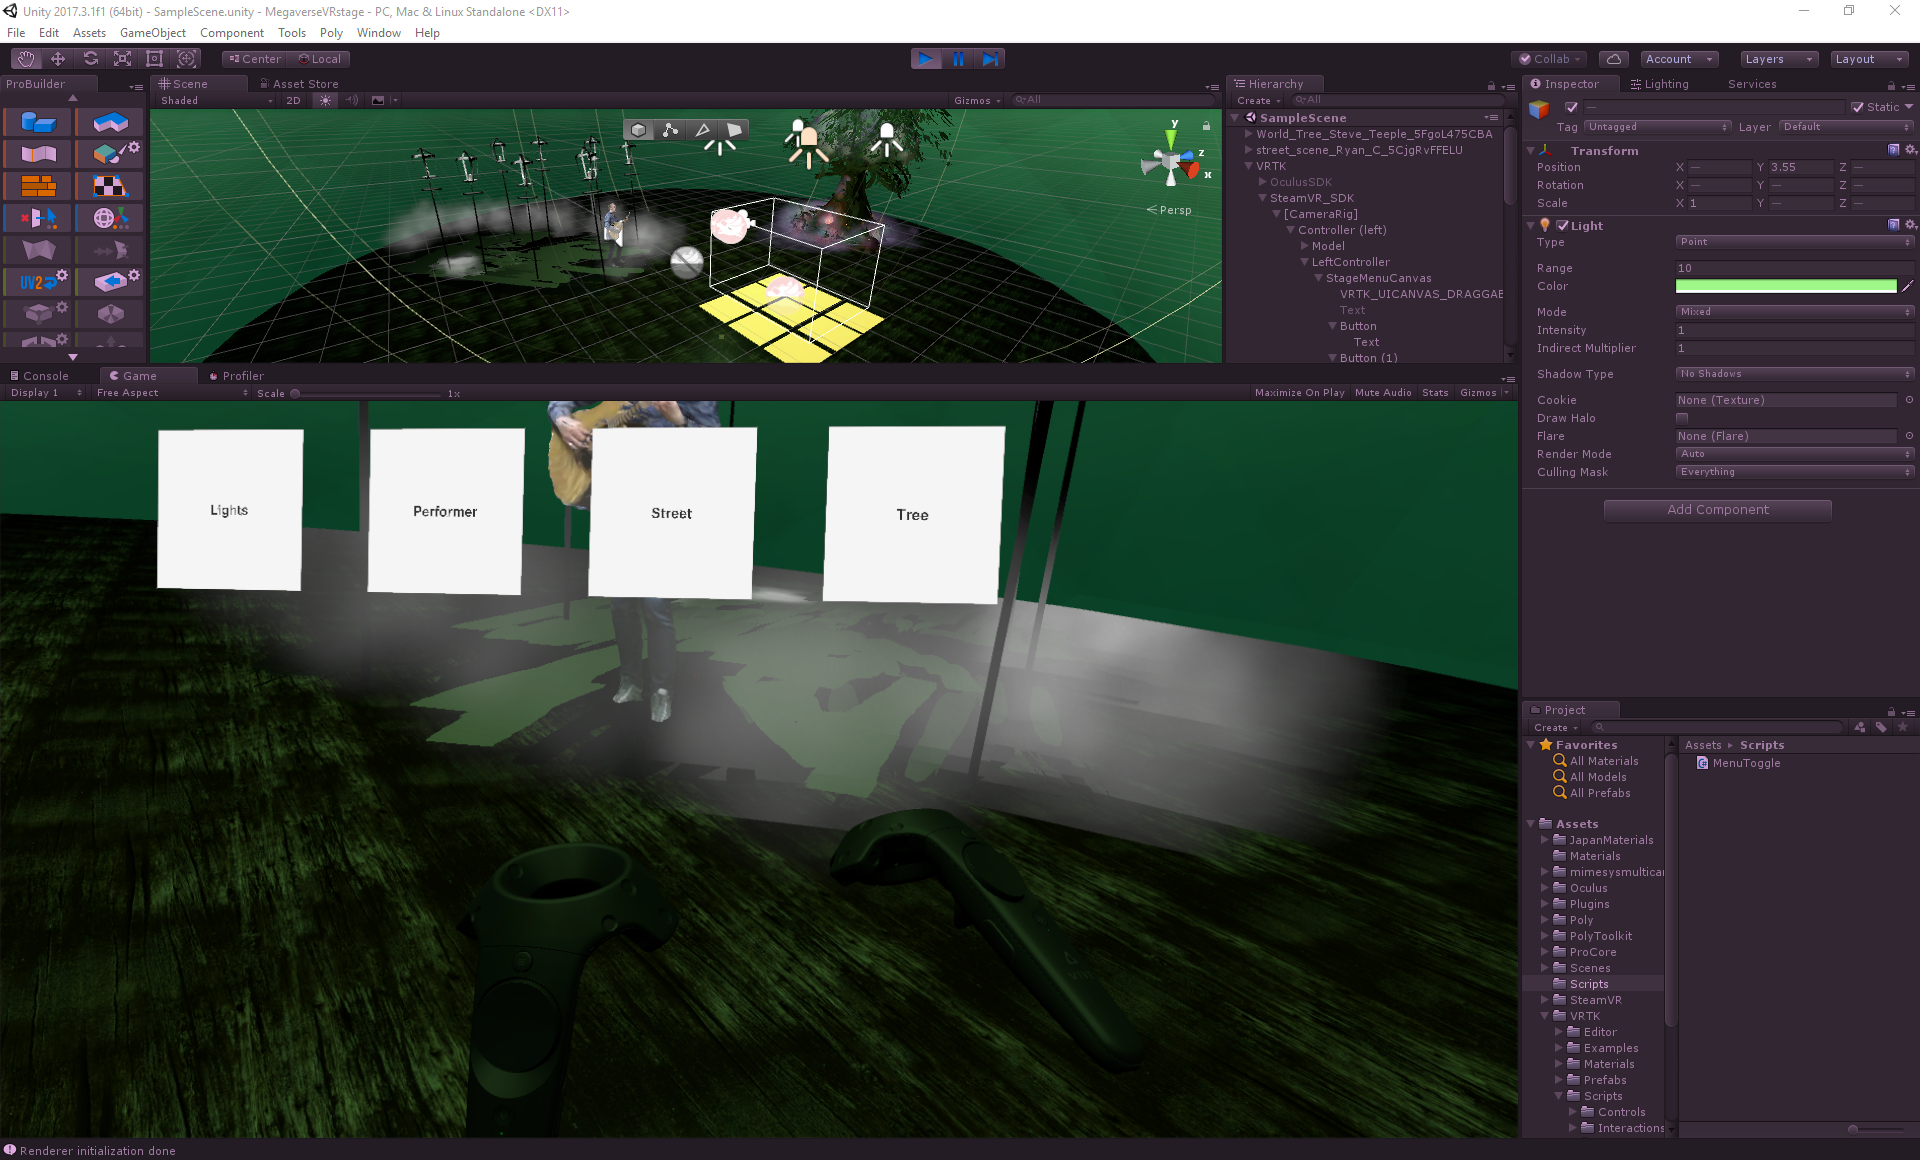 Unity 2017.3.1f1 (64bit) - SampleScene.unity - MegaverseVRstage - PC, Mac & Linux Standalone <DX11>
File Edit Assets GameObject Component Tools Poly Window Help
Center Local
Collab Account Layers Layout
ProBuilder
UV2
Scene Asset Store
Shaded 2D Gizmos All
y
z
x
Persp
Hierarchy
Create All
SampleScene
World_Tree_Steve_Teeple_5FgoL475CBA
street_scene_Ryan_C_5CjgRvFFELU
VRTK
OculusSDK
SteamVR_SDK
[CameraRig]
Controller (left)
Model
LeftController
StageMenuCanvas
VRTK_UICANVAS_DRAGGAB
Text
Button
Text
Button (1)
Console Game Profiler
Display 1 Free Aspect Scale 1x Maximize On Play Mute Audio Stats Gizmos
Lights
Performer
Street
Tree
Inspector Lighting Services
— Static
Tag Untagged Layer Default
Transform
Position X — Y 3.55 Z —
Rotation X — Y — Z —
Scale X 1 Y — Z —
Light
Type Point
Range 10
Color
Mode Mixed
Intensity 1
Indirect Multiplier 1
Shadow Type No Shadows
Cookie None (Texture)
Draw Halo
Flare None (Flare)
Render Mode Auto
Culling Mask Everything
Add Component
Project
Create
Favorites
All Materials
All Models
All Prefabs
Assets
JapanMaterials
Materials
mimesysmultica
Oculus
Plugins
Poly
PolyToolkit
ProCore
Scenes
Scripts
SteamVR
VRTK
Editor
Examples
Materials
Prefabs
Scripts
Controls
Interactions
Assets Scripts
MenuToggle
Renderer initialization done